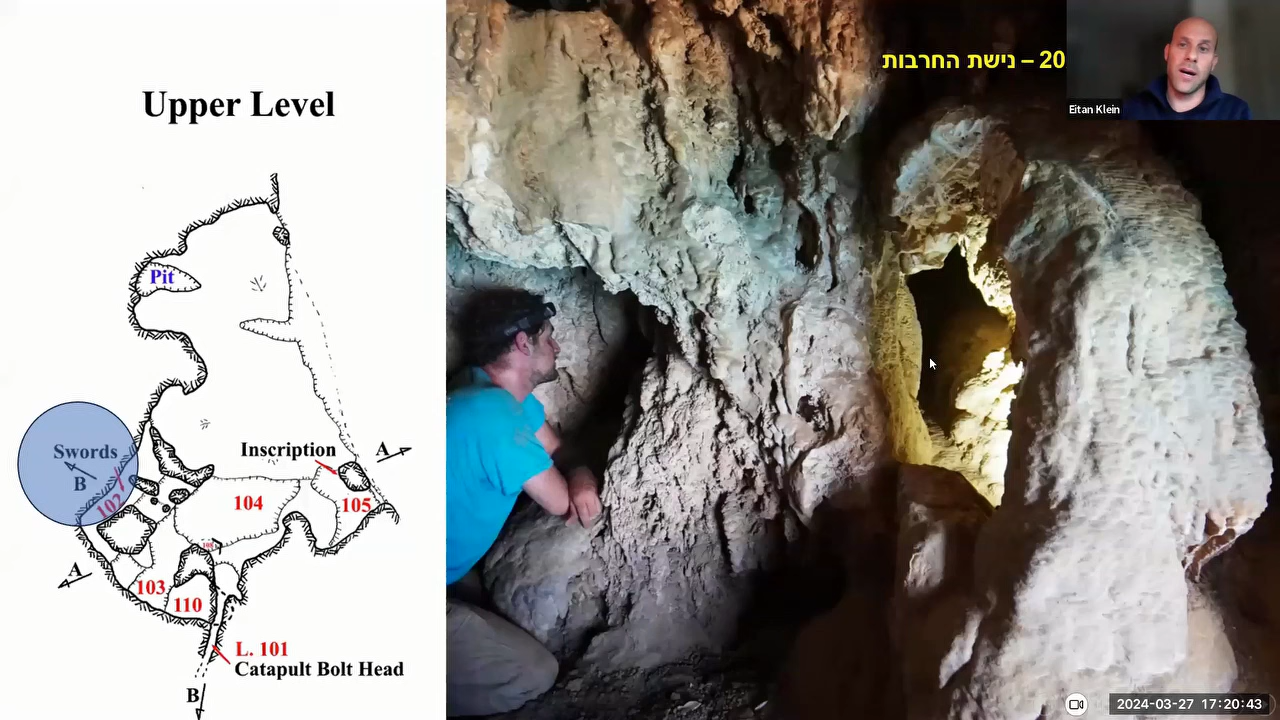 Upper Level
Pit
Swords
B
102
Inscription
A
104
105
A
103
110
L. 101
Catapult Bolt Head
B
20 – נישת החרבות
Eitan Klein
2024-03-27 17:20:43